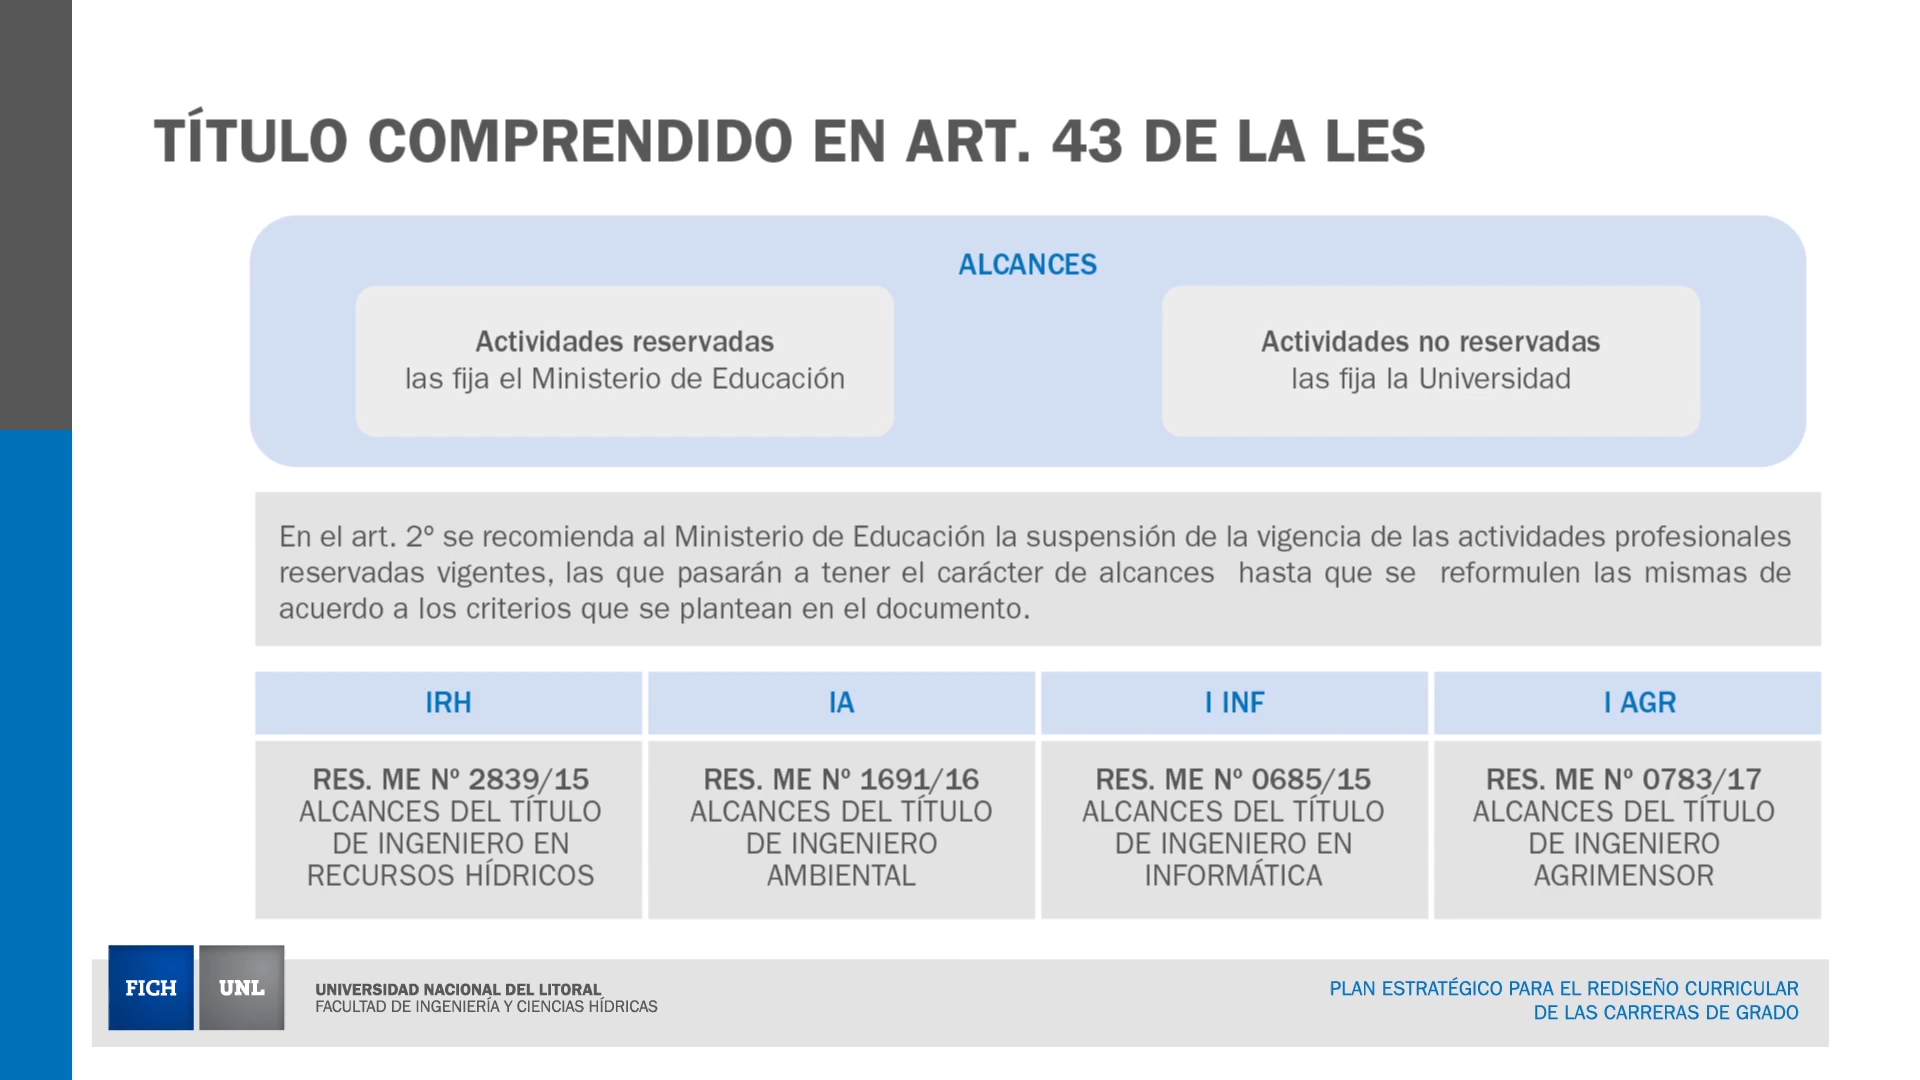 TÍTULO COMPRENDIDO EN ART. 43 DE LA LES
ALCANCES
Actividades reservadas
las fija el Ministerio de Educación
Actividades no reservadas
las fija la Universidad
En el art. 2º se recomienda al Ministerio de Educación la suspensión de la vigencia de las actividades profesionales
reservadas vigentes, las que pasarán a tener el carácter de alcances hasta que se reformulen las mismas de
acuerdo a los criterios que se plantean en el documento.
IRH
IA
I INF
I AGR
RES. ME Nº 2839/15
ALCANCES DEL TÍTULO
DE INGENIERO EN
RECURSOS HÍDRICOS
RES. ME Nº 1691/16
ALCANCES DEL TÍTULO
DE INGENIERO
AMBIENTAL
RES. ME Nº 0685/15
ALCANCES DEL TÍTULO
DE INGENIERO EN
INFORMÁTICA
RES. ME Nº 0783/17
ALCANCES DEL TÍTULO
DE INGENIERO
AGRIMENSOR
FICH
UNL
UNIVERSIDAD NACIONAL DEL LITORAL
FACULTAD DE INGENIERÍA Y CIENCIAS HÍDRICAS
PLAN ESTRATÉGICO PARA EL REDISEÑO CURRICULAR
DE LAS CARRERAS DE GRADO